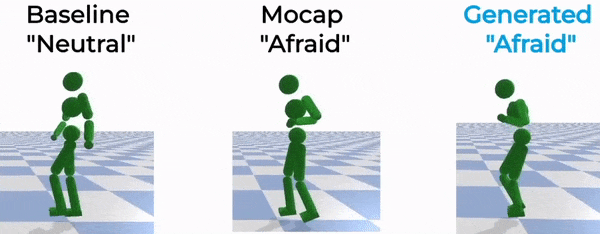 Baseline
"Neutral"
Mocap
"Afraid"
Generated
"Afraid"